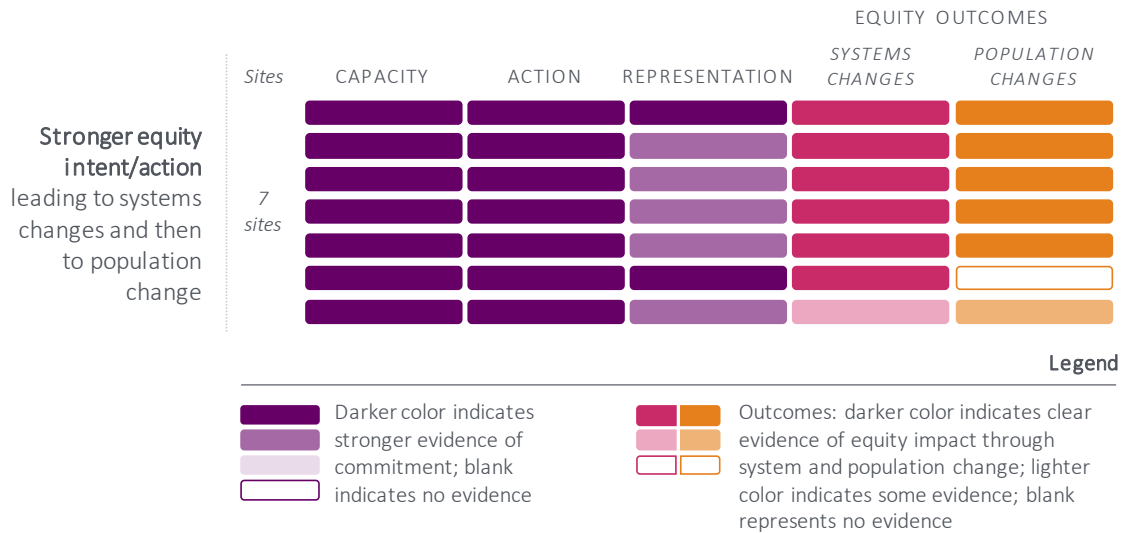 EQUITY OUTCOMES
Sites
CAPACITY
ACTION
REPRESENTATION
SYSTEMS
CHANGES
POPULATION
CHANGES
Stronger equity
intent/action
leading to systems
changes and then
to population
change
7
sites
Legend
Darker color indicates
stronger evidence of
commitment; blank
indicates no evidence
Outcomes: darker color indicates clear
evidence of equity impact through
system and population change; lighter
color indicates some evidence; blank
represents no evidence